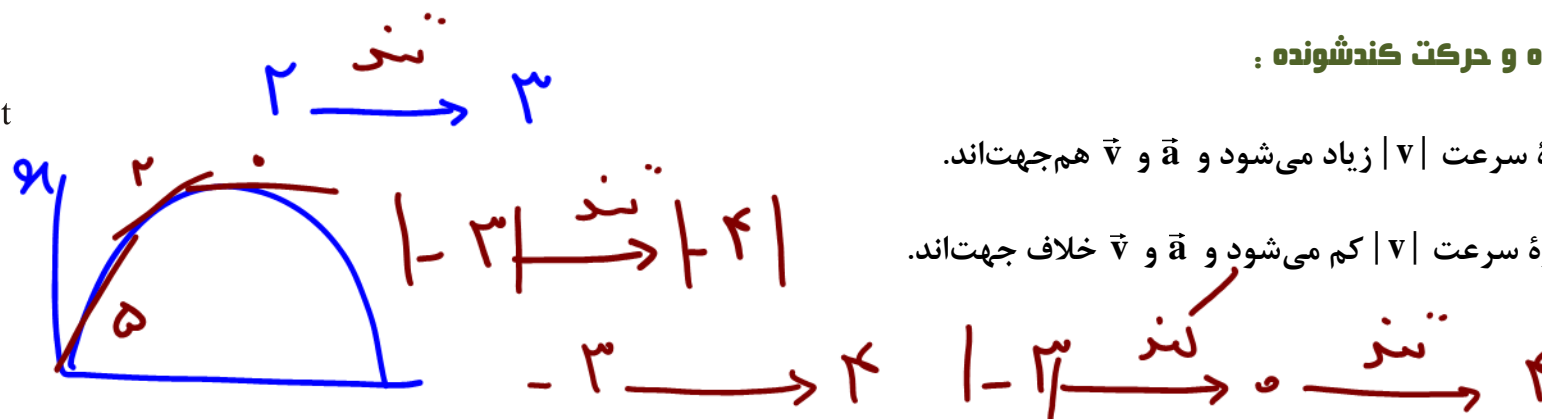 ه و حرکت کندشونده :
۲ تند → ۳
t
ۀ سرعت |v| زیاد می‌شود و a⃗ و v⃗ هم‌جهت‌اند.
x ۲ ۰
|-۳| تند → |-۴|
ۀ سرعت |v| کم می‌شود و a⃗ و v⃗ خلاف جهت‌اند.
۵
-۳ → ۴
|-۳| کند → ۰ تند → ۴